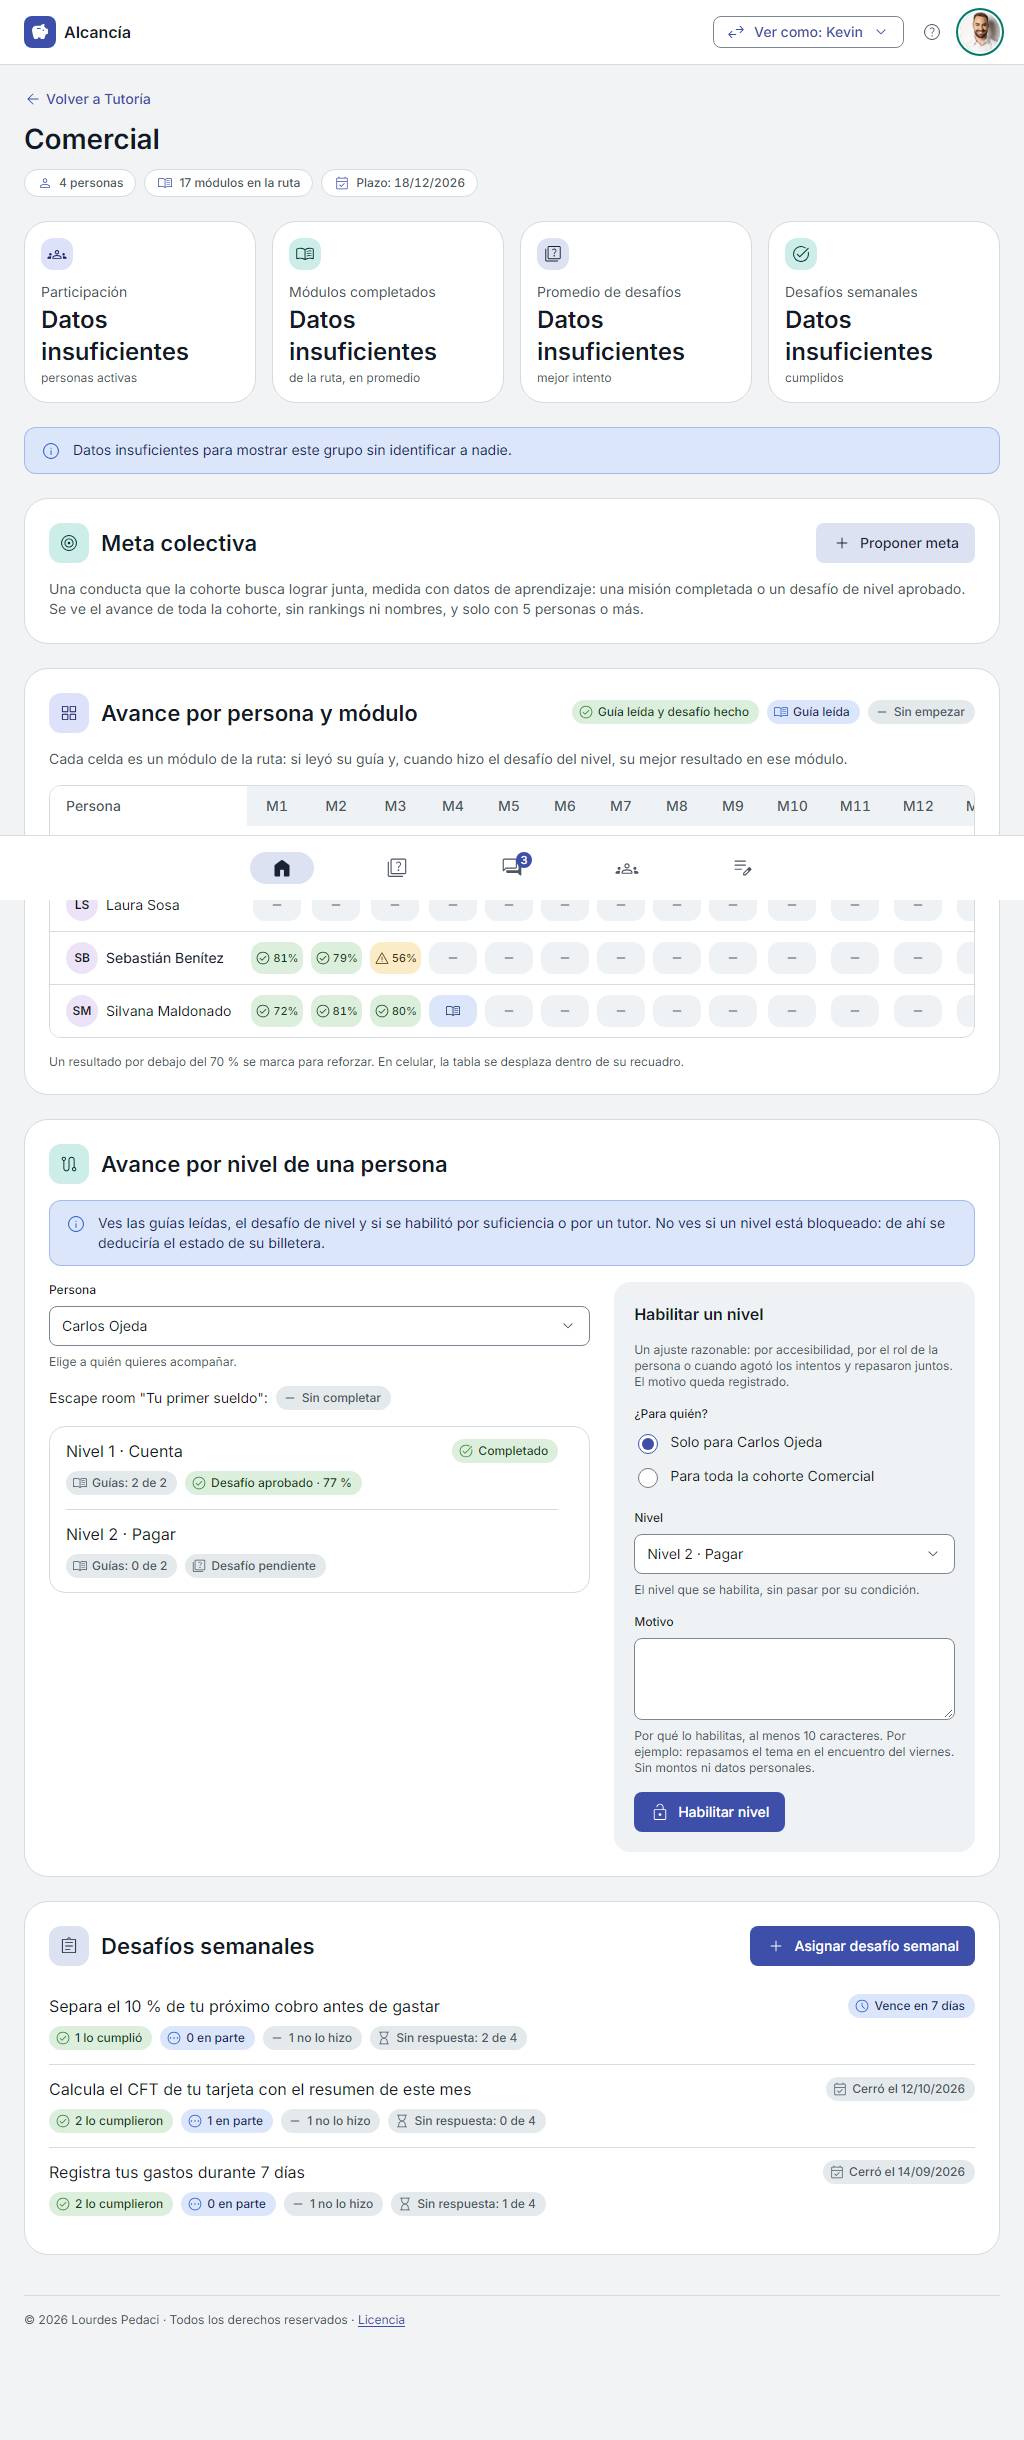 Alcancía
Ver como: Kevin
Volver a Tutoría
Comercial
4 personas
17 módulos en la ruta
Plazo: 18/12/2026
Participación
Datos
insuficientes
personas activas
Módulos completados
Datos
insuficientes
de la ruta, en promedio
Promedio de desafíos
Datos
insuficientes
mejor intento
Desafíos semanales
Datos
insuficientes
cumplidos
Datos insuficientes para mostrar este grupo sin identificar a nadie.
Meta colectiva
+ Proponer meta
Una conducta que la cohorte busca lograr junta, medida con datos de aprendizaje: una misión completada o un desafío de nivel aprobado.
Se ve el avance de toda la cohorte, sin rankings ni nombres, y solo con 5 personas o más.
Avance por persona y módulo
Guía leída y desafío hecho
Guía leída
– Sin empezar
Cada celda es un módulo de la ruta: si leyó su guía y, cuando hizo el desafío del nivel, su mejor resultado en ese módulo.
Persona M1 M2 M3 M4 M5 M6 M7 M8 M9 M10 M11 M12
3
LS Laura Sosa – – – – – – – – – – – –
SB Sebastián Benítez 81% 79% 56% – – – – – – – – –
SM Silvana Maldonado 72% 81% 80% – – – – – – – –
Un resultado por debajo del 70 % se marca para reforzar. En celular, la tabla se desplaza dentro de su recuadro.
Avance por nivel de una persona
Ves las guías leídas, el desafío de nivel y si se habilitó por suficiencia o por un tutor. No ves si un nivel está bloqueado: de ahí se
deduciría el estado de su billetera.
Persona
Carlos Ojeda
Elige a quién quieres acompañar.
Escape room "Tu primer sueldo": – Sin completar
Nivel 1 · Cuenta
Completado
Guías: 2 de 2
Desafío aprobado · 77 %
Nivel 2 · Pagar
Guías: 0 de 2
Desafío pendiente
Habilitar un nivel
Un ajuste razonable: por accesibilidad, por el rol de la
persona o cuando agotó los intentos y repasaron juntos.
El motivo queda registrado.
¿Para quién?
Solo para Carlos Ojeda
Para toda la cohorte Comercial
Nivel
Nivel 2 · Pagar
El nivel que se habilita, sin pasar por su condición.
Motivo
Por qué lo habilitas, al menos 10 caracteres. Por
ejemplo: repasamos el tema en el encuentro del viernes.
Sin montos ni datos personales.
Habilitar nivel
Desafíos semanales
+ Asignar desafío semanal
Separa el 10 % de tu próximo cobro antes de gastar
Vence en 7 días
1 lo cumplió
0 en parte
– 1 no lo hizo
Sin respuesta: 2 de 4
Calcula el CFT de tu tarjeta con el resumen de este mes
Cerró el 12/10/2026
2 lo cumplieron
1 en parte
– 1 no lo hizo
Sin respuesta: 0 de 4
Registra tus gastos durante 7 días
Cerró el 14/09/2026
2 lo cumplieron
0 en parte
– 1 no lo hizo
Sin respuesta: 1 de 4
© 2026 Lourdes Pedaci · Todos los derechos reservados · Licencia